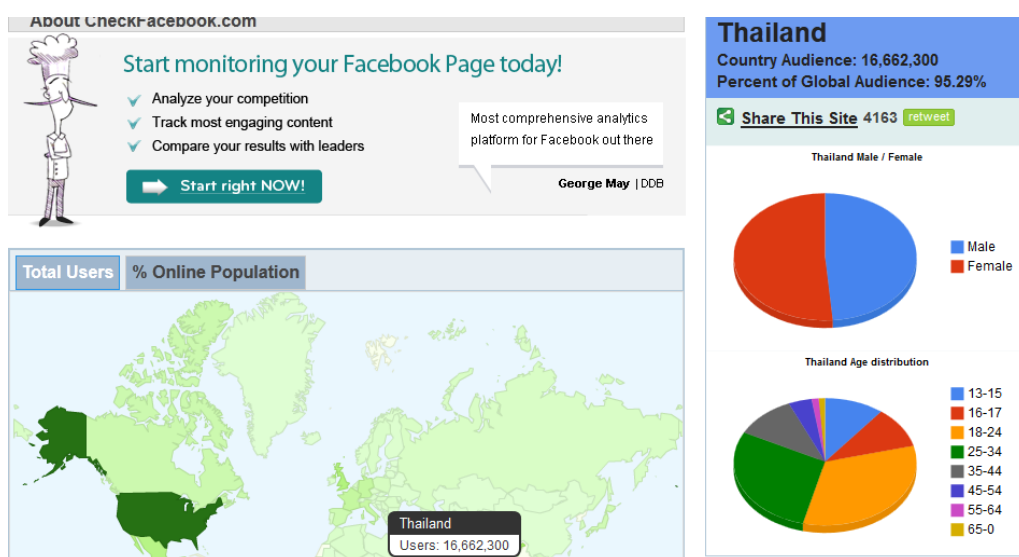 About CheckFacebook.com
Start monitoring your Facebook Page today!
Analyze your competition
Track most engaging content
Compare your results with leaders
Start right NOW!
Most comprehensive analytics
platform for Facebook out there
George May | DDB
Total Users
% Online Population
Thailand
Users: 16,662,300
Thailand
Country Audience: 16,662,300
Percent of Global Audience: 95.29%
Share This Site 4163 retweet
Thailand Male / Female
Male
Female
Thailand Age distribution
13-15
16-17
18-24
25-34
35-44
45-54
55-64
65-0